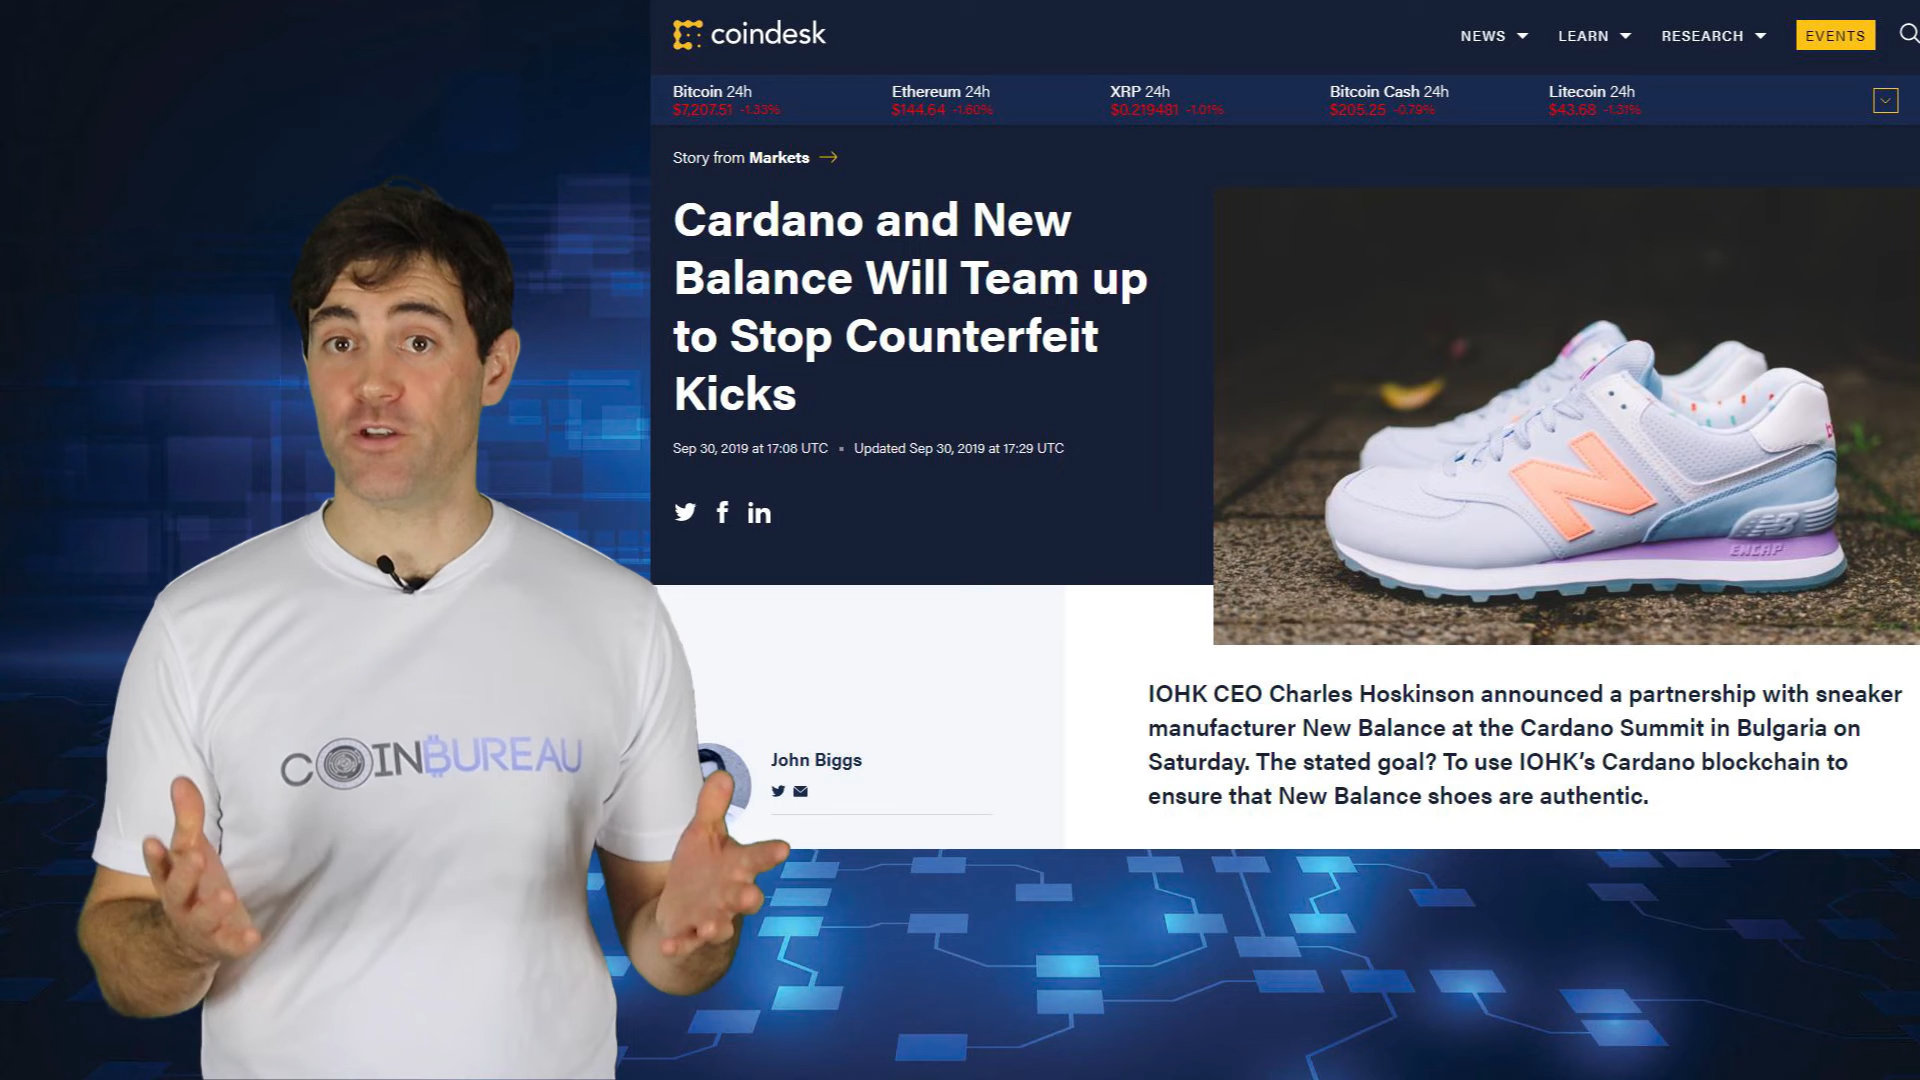 coindesk
NEWS LEARN RESEARCH EVENTS
Bitcoin 24h Ethereum 24h XRP 24h Bitcoin Cash 24h Litecoin 24h
$7,207.51 -1.33% $144.64 -1.60% $0.219481 -1.01% $205.25 -0.79% $43.68 -1.31%
Story from Markets
Cardano and New
Balance Will Team up
to Stop Counterfeit
Kicks
Sep 30, 2019 at 17:08 UTC Updated Sep 30, 2019 at 17:29 UTC
N
NB
ENCAP
IOHK CEO Charles Hoskinson announced a partnership with sneaker
manufacturer New Balance at the Cardano Summit in Bulgaria on
Saturday. The stated goal? To use IOHK’s Cardano blockchain to
ensure that New Balance shoes are authentic.
John Biggs
COINBUREAU